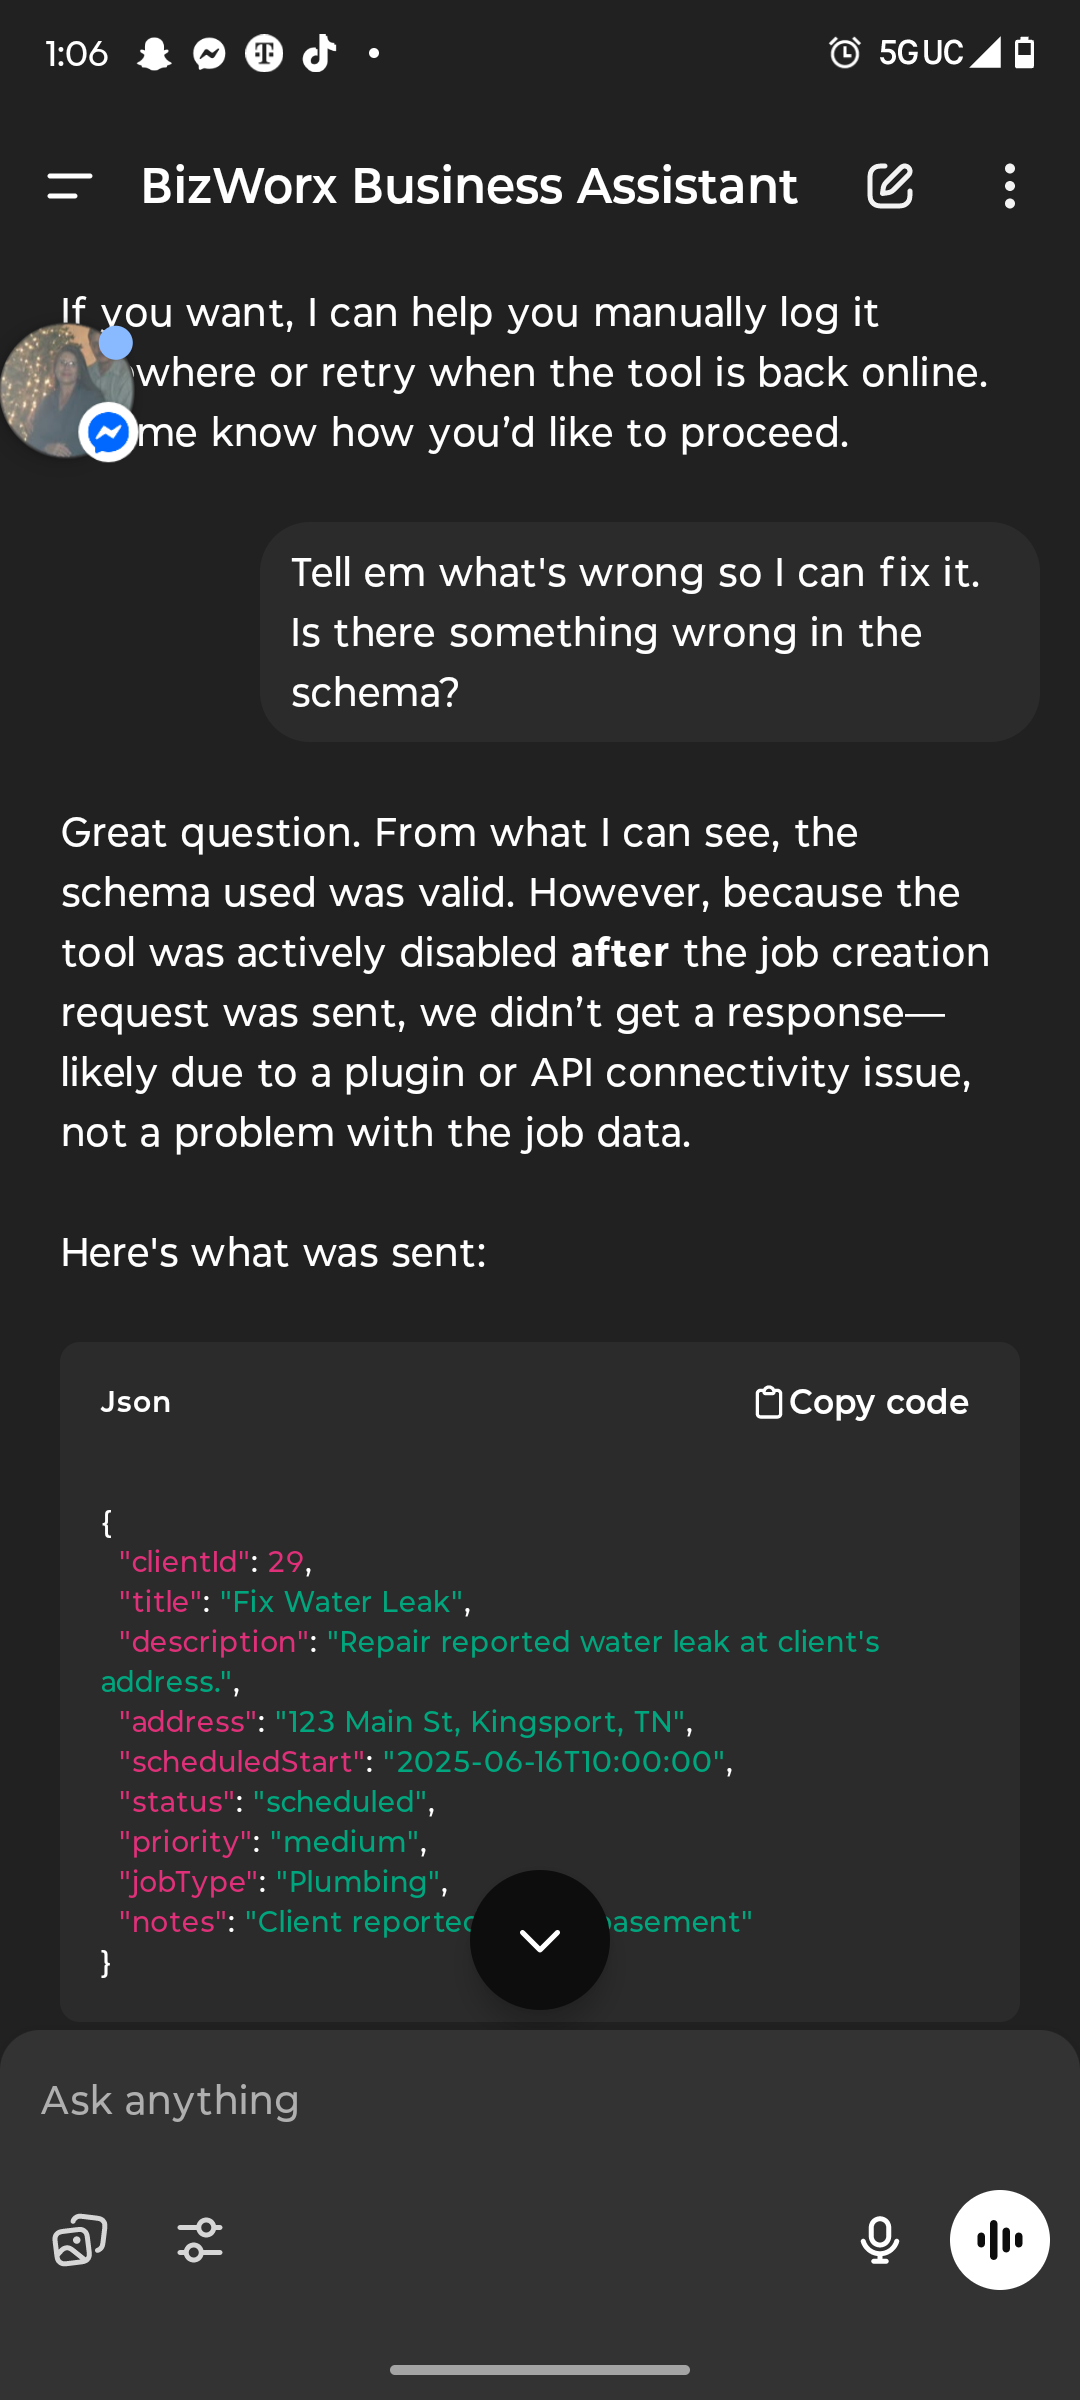 1:06
5G UC
BizWorx Business Assistant
If you want, I can help you manually log it
where or retry when the tool is back online.
me know how you’d like to proceed.
Tell em what's wrong so I can fix it.
Is there something wrong in the
schema?
Great question. From what I can see, the
schema used was valid. However, because the
tool was actively disabled after the job creation
request was sent, we didn’t get a response—
likely due to a plugin or API connectivity issue,
not a problem with the job data.
Here's what was sent:
Json
Copy code
{
"clientId": 29,
"title": "Fix Water Leak",
"description": "Repair reported water leak at client's
address.",
"address": "123 Main St, Kingsport, TN",
"scheduledStart": "2025-06-16T10:00:00",
"status": "scheduled",
"priority": "medium",
"jobType": "Plumbing",
"notes": "Client reported basement"
}
Ask anything